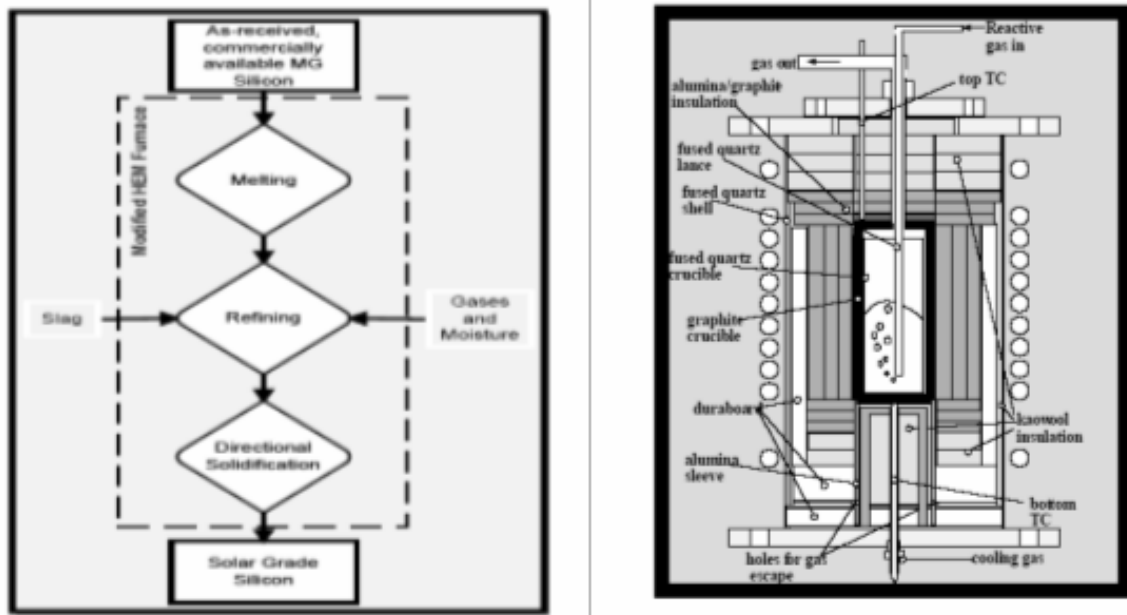 As-received,
commercially
available MG
Silicon
Modified HEM Furnace
Melting
Slag
Refining
Gases
and
Moisture
Directional
Solidification
Solar Grade
Silicon
Reactive
gas in
gas out
top TC
alumina/graphite
insulation
fused quartz
lance
fused quartz
shell
fused quartz
crucible
graphite
crucible
duraboard
kaowool
insulation
alumina
sleeve
bottom
TC
holes for gas
escape
cooling gas